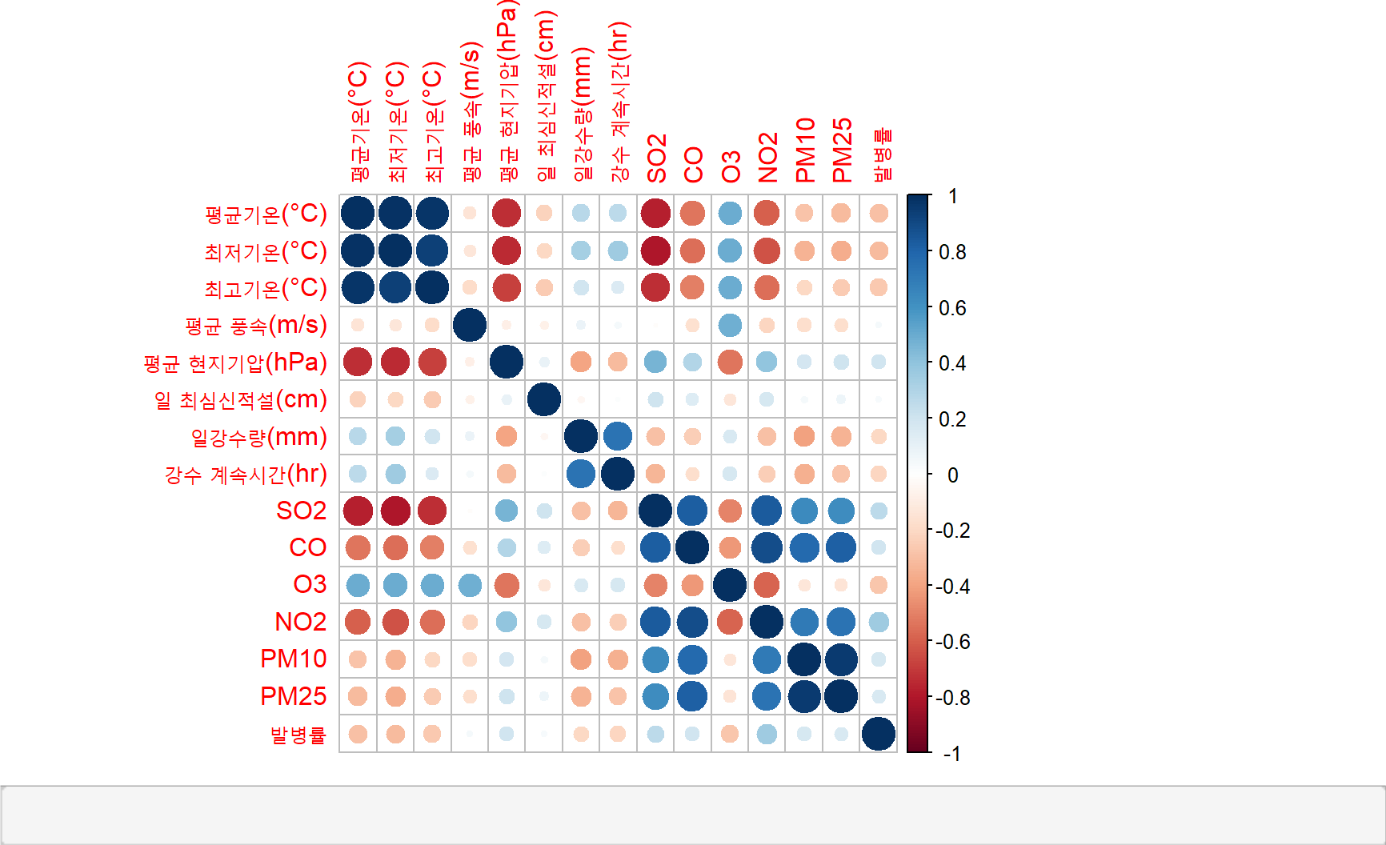 평균기온(°C)
최저기온(°C)
최고기온(°C)
평균 풍속(m/s)
평균 현지기압(hPa)
일 최심신적설(cm)
일강수량(mm)
강수 계속시간(hr)
SO2
CO
O3
NO2
PM10
PM25
발병률
평균기온(°C)
최저기온(°C)
최고기온(°C)
평균 풍속(m/s)
평균 현지기압(hPa)
일 최심신적설(cm)
일강수량(mm)
강수 계속시간(hr)
SO2
CO
O3
NO2
PM10
PM25
발병률
1
0.8
0.6
0.4
0.2
0
-0.2
-0.4
-0.6
-0.8
-1